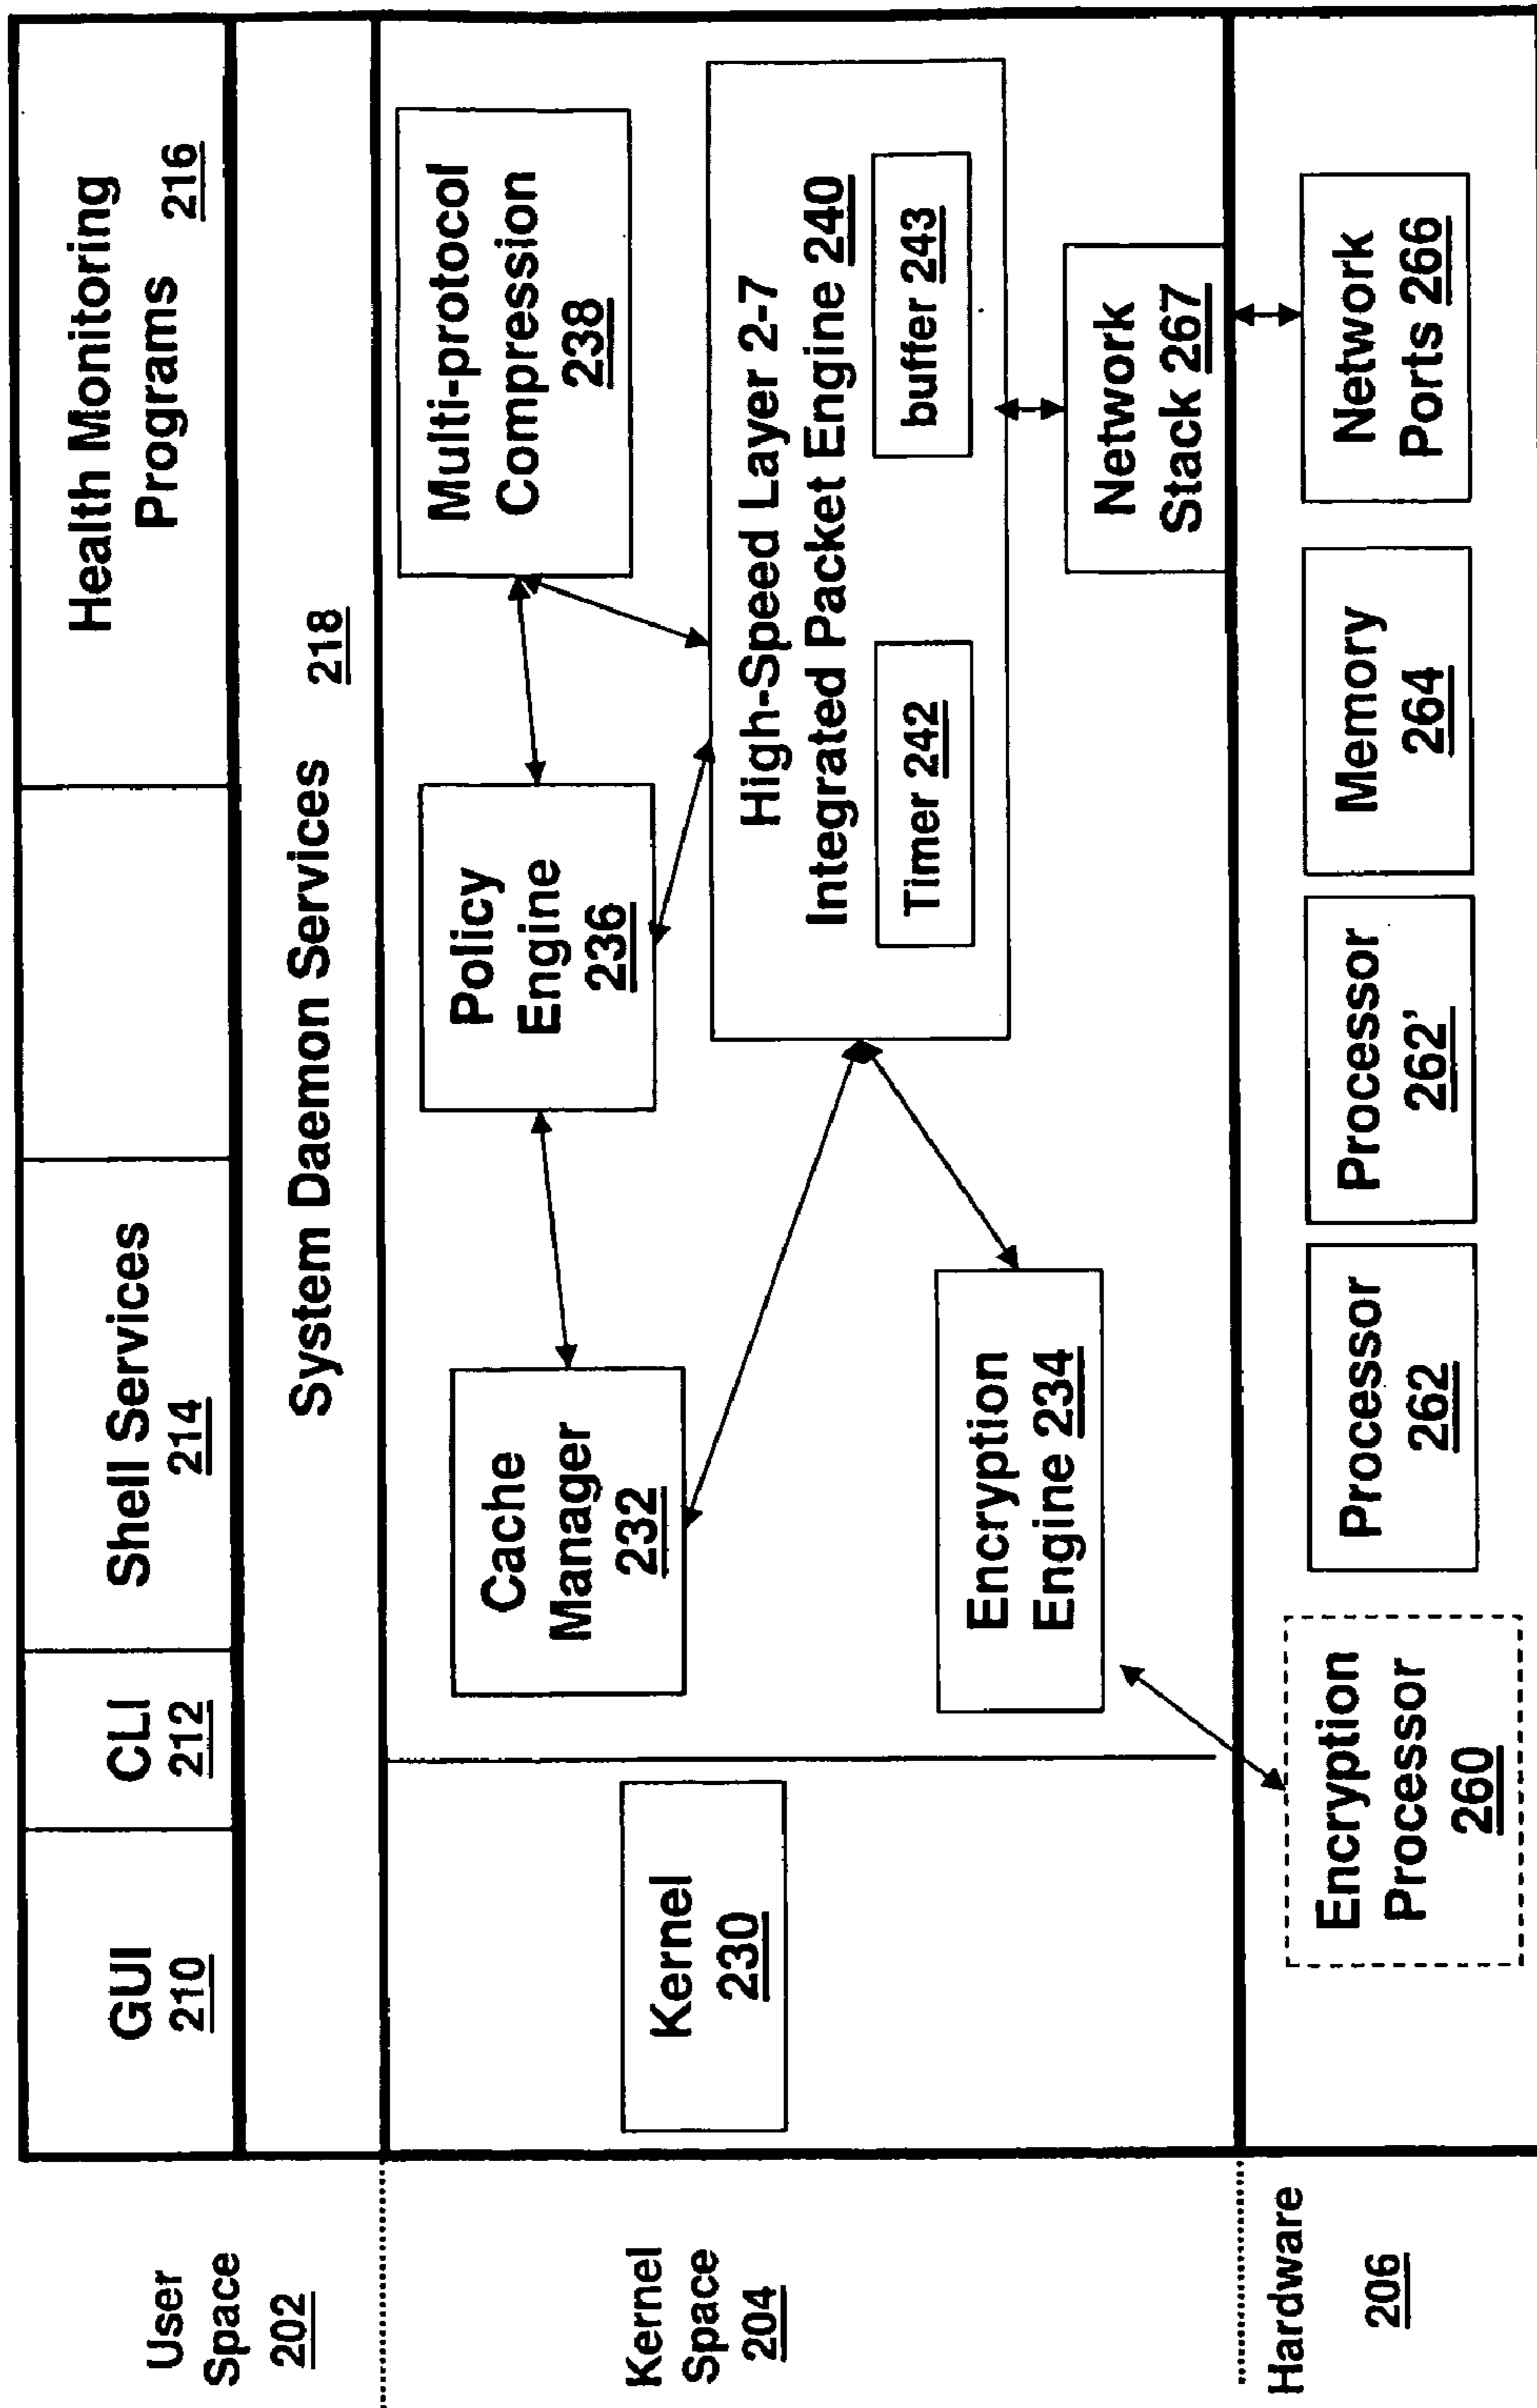 User
Space
202
GUI
210
CLI
212
Shell Services
214
Health Monitoring
Programs 216
System Daemon Services 218
Kernel
Space
204
Kernel
230
Cache
Manager
232
Policy
Engine
236
Multi-protocol
Compression
238
High-Speed Layer 2-7
Integrated Packet Engine 240
Timer 242
buffer 243
Encryption
Engine 234
Network
Stack 267
Hardware
206
Encryption
Processor
260
Processor
262
Processor
262'
Memory
264
Network
Ports 266